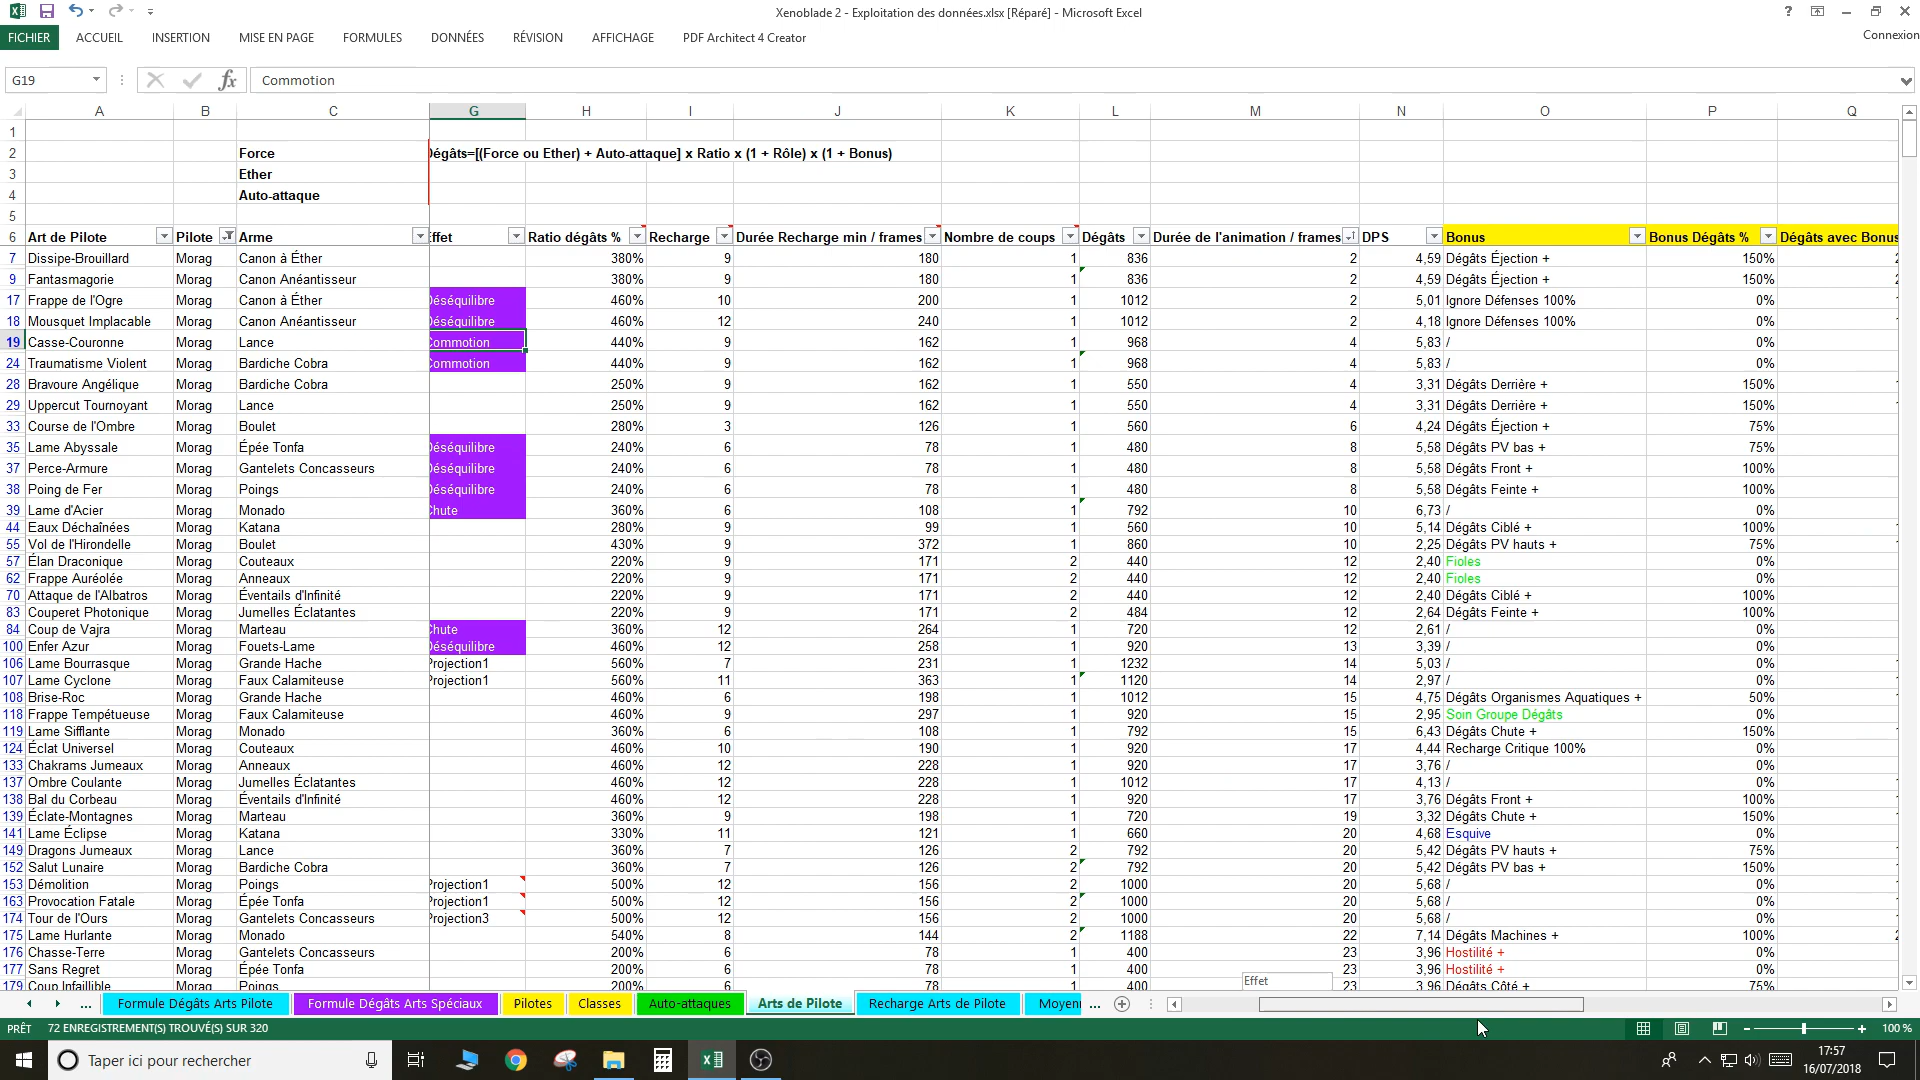 Xenoblade 2 - Exploitation des données.xlsx [Réparé] - Microsoft Excel
FICHIER ACCUEIL INSERTION MISE EN PAGE FORMULES DONNÉES RÉVISION AFFICHAGE PDF Architect 4 Creator Connexion
G19 fx Commotion
A B C G H I J K L M N O P Q
1
2 Force Dégâts=[(Force ou Ether) + Auto-attaque] x Ratio x (1 + Rôle) x (1 + Bonus)
3 Ether
4 Auto-attaque
5
6 Art de Pilote Pilote Arme Effet Ratio dégâts % Recharge Durée Recharge min / frames Nombre de coups Dégâts Durée de l'animation / frames DPS Bonus Bonus Dégâts % Dégâts avec Bonus
7 Dissipe-Brouillard Morag Canon à Éther 380% 9 180 1 836 2 4,59 Dégâts Éjection + 150%
9 Fantasmagorie Morag Canon Anéantisseur 380% 9 180 1 836 2 4,59 Dégâts Éjection + 150%
17 Frappe de l'Ogre Morag Canon à Éther Déséquilibre 460% 10 200 1 1012 2 5,01 Ignore Défenses 100% 0%
18 Mousquet Implacable Morag Canon Anéantisseur Déséquilibre 460% 12 240 1 1012 2 4,18 Ignore Défenses 100% 0%
19 Casse-Couronne Morag Lance Commotion 440% 9 162 1 968 4 5,83 / 0%
24 Traumatisme Violent Morag Bardiche Cobra Commotion 440% 9 162 1 968 4 5,83 / 0%
28 Bravoure Angélique Morag Bardiche Cobra 250% 9 162 1 550 4 3,31 Dégâts Derrière + 150%
29 Uppercut Tournoyant Morag Lance 250% 9 162 1 550 4 3,31 Dégâts Derrière + 150%
33 Course de l'Ombre Morag Boulet 280% 3 126 1 560 6 4,24 Dégâts Éjection + 75%
35 Lame Abyssale Morag Épée Tonfa Déséquilibre 240% 6 78 1 480 8 5,58 Dégâts PV bas + 75%
37 Perce-Armure Morag Gantelets Concasseurs Déséquilibre 240% 6 78 1 480 8 5,58 Dégâts Front + 100%
38 Poing de Fer Morag Poings Déséquilibre 240% 6 78 1 480 8 5,58 Dégâts Feinte + 100%
39 Lame d'Acier Morag Monado Chute 360% 6 108 1 792 10 6,73 / 0%
44 Eaux Déchaînées Morag Katana 280% 9 99 1 560 10 5,14 Dégâts Ciblé + 100%
55 Vol de l'Hirondelle Morag Boulet 430% 9 372 1 860 10 2,25 Dégâts PV hauts + 75%
57 Élan Draconique Morag Couteaux 220% 9 171 2 440 12 2,40 Fioles 0%
62 Frappe Auréolée Morag Anneaux 220% 9 171 2 440 12 2,40 Fioles 0%
70 Attaque de l'Albatros Morag Éventails d'Infinité 220% 9 171 2 440 12 2,40 Dégâts Ciblé + 100%
83 Couperet Photonique Morag Jumelles Éclatantes 220% 9 171 2 484 12 2,64 Dégâts Feinte + 100%
84 Coup de Vajra Morag Marteau Chute 360% 12 264 1 720 12 2,61 / 0%
100 Enfer Azur Morag Fouets-Lame Déséquilibre 460% 12 258 1 920 13 3,39 / 0%
106 Lame Bourrasque Morag Grande Hache Projection1 560% 7 231 1 1232 14 5,03 / 0%
107 Lame Cyclone Morag Faux Calamiteuse Projection1 560% 11 363 1 1120 14 2,97 / 0%
108 Brise-Roc Morag Grande Hache 460% 6 198 1 1012 15 4,75 Dégâts Organismes Aquatiques + 50%
118 Frappe Tempétueuse Morag Faux Calamiteuse 460% 9 297 1 920 15 2,95 Soin Groupe Dégâts 0%
119 Lame Sifflante Morag Monado 360% 6 108 1 792 15 6,43 Dégâts Chute + 150%
124 Éclat Universel Morag Couteaux 460% 10 190 1 920 17 4,44 Recharge Critique 100% 0%
133 Chakrams Jumeaux Morag Anneaux 460% 12 228 1 920 17 3,76 / 0%
137 Ombre Coulante Morag Jumelles Éclatantes 460% 12 228 1 1012 17 4,13 / 0%
138 Bal du Corbeau Morag Éventails d'Infinité 460% 12 228 1 920 17 3,76 Dégâts Front + 100%
139 Éclate-Montagnes Morag Marteau 360% 9 198 1 720 19 3,32 Dégâts Chute + 150%
141 Lame Éclipse Morag Katana 330% 11 121 1 660 20 4,68 Esquive 0%
149 Dragons Jumeaux Morag Lance 360% 7 126 2 792 20 5,42 Dégâts PV hauts + 75%
152 Salut Lunaire Morag Bardiche Cobra 360% 7 126 2 792 20 5,42 Dégâts PV bas + 150%
153 Démolition Morag Poings Projection1 500% 12 156 2 1000 20 5,68 / 0%
163 Provocation Fatale Morag Épée Tonfa Projection1 500% 12 156 2 1000 20 5,68 / 0%
174 Tour de l'Ours Morag Gantelets Concasseurs Projection3 500% 12 156 2 1000 20 5,68 / 0%
175 Lame Hurlante Morag Monado 540% 8 144 2 1188 22 7,14 Dégâts Machines + 100%
176 Chasse-Terre Morag Gantelets Concasseurs 200% 6 78 1 400 23 3,96 Hostilité + 0%
177 Sans Regret Morag Épée Tonfa 200% 6 78 1 400 23 3,96 Hostilité + 0%
179 Coup Infaillible Morag Poings 200% 6 78 1 400 23 3,96 Dégâts Côté + 75%
Effet
... Formule Dégâts Arts Pilote Formule Dégâts Arts Spéciaux Pilotes Classes Auto-attaques Arts de Pilote Recharge Arts de Pilote Moyenn ...
PRÊT 72 ENREGISTREMENT(S) TROUVÉ(S) SUR 320 100 %
Taper ici pour rechercher 17:57
16/07/2018